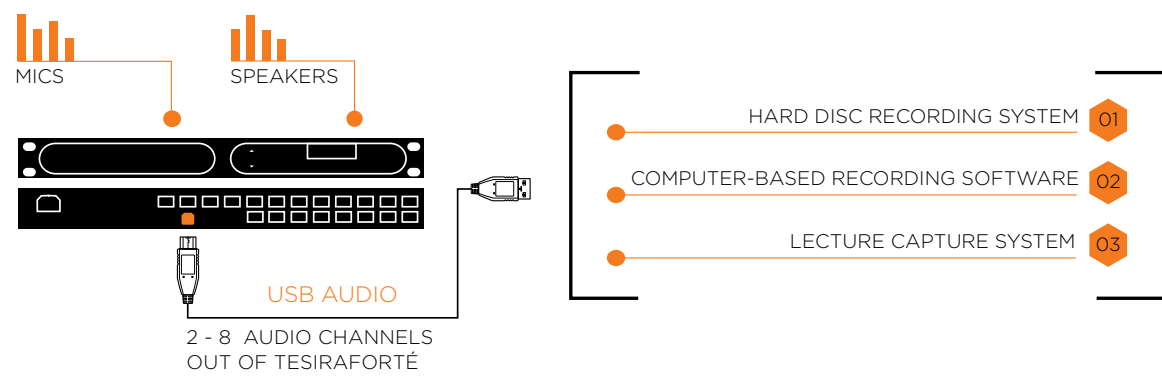 MICS
SPEAKERS
HARD DISC RECORDING SYSTEM 01
COMPUTER-BASED RECORDING SOFTWARE 02
LECTURE CAPTURE SYSTEM 03
USB AUDIO
2 - 8 AUDIO CHANNELS
OUT OF TESIRAFORTÉ